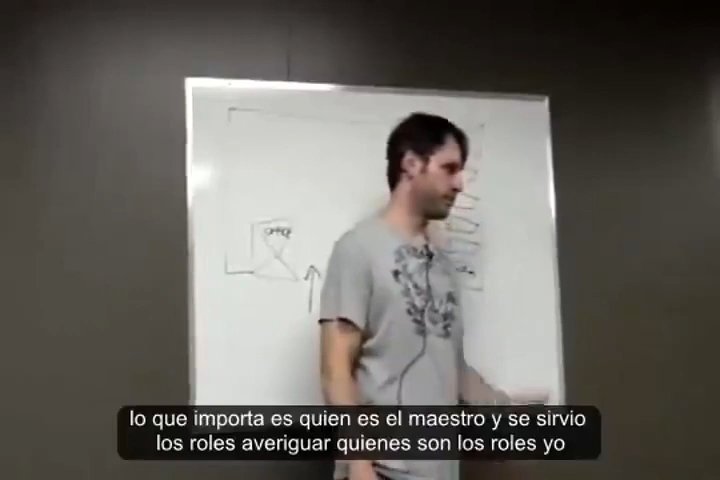 lo que importa es quien es el maestro y se sirvio
los roles averiguar quienes son los roles yo